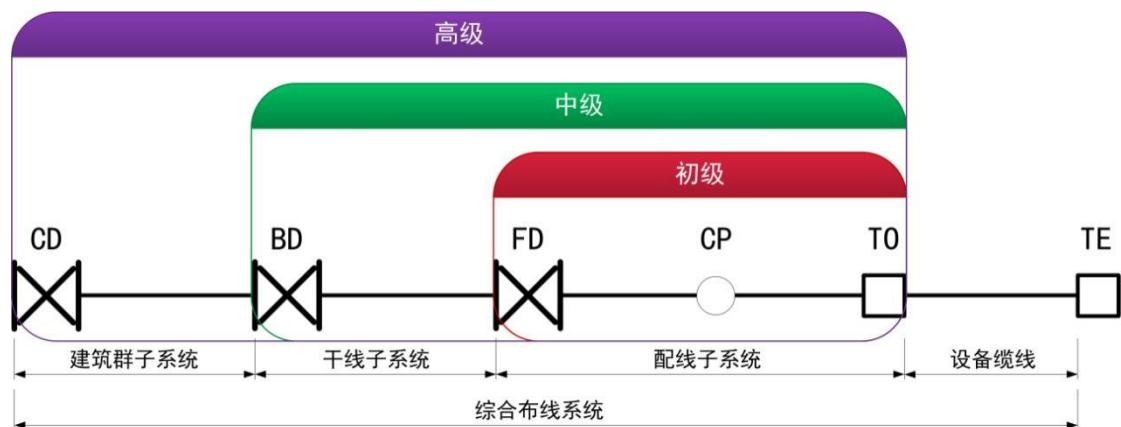 高级
中级
初级
CD BD FD CP TO TE
建筑群子系统 干线子系统 配线子系统 设备缆线
综合布线系统